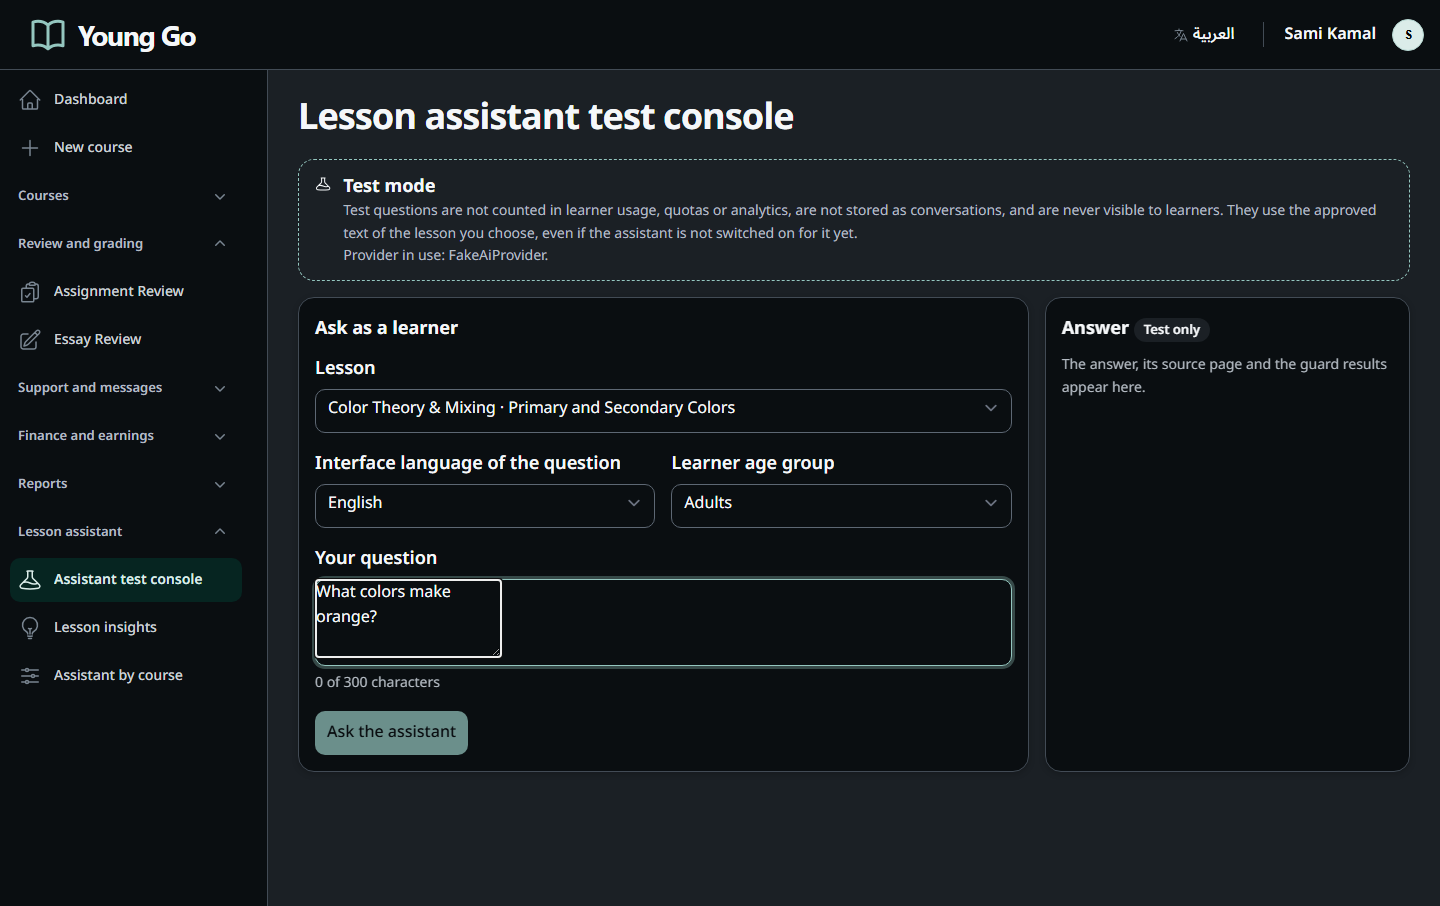 Young Go
العربية
Sami Kamal
S
Dashboard
New course
Courses
Review and grading
Assignment Review
Essay Review
Support and messages
Finance and earnings
Reports
Lesson assistant
Assistant test console
Lesson insights
Assistant by course
Lesson assistant test console
Test mode
Test questions are not counted in learner usage, quotas or analytics, are not stored as conversations, and are never visible to learners. They use the approved
text of the lesson you choose, even if the assistant is not switched on for it yet.
Provider in use: FakeAiProvider.
Ask as a learner
Lesson
Color Theory & Mixing · Primary and Secondary Colors
Interface language of the question
English
Learner age group
Adults
Your question
What colors make
orange?
0 of 300 characters
Ask the assistant
Answer Test only
The answer, its source page and the guard results
appear here.